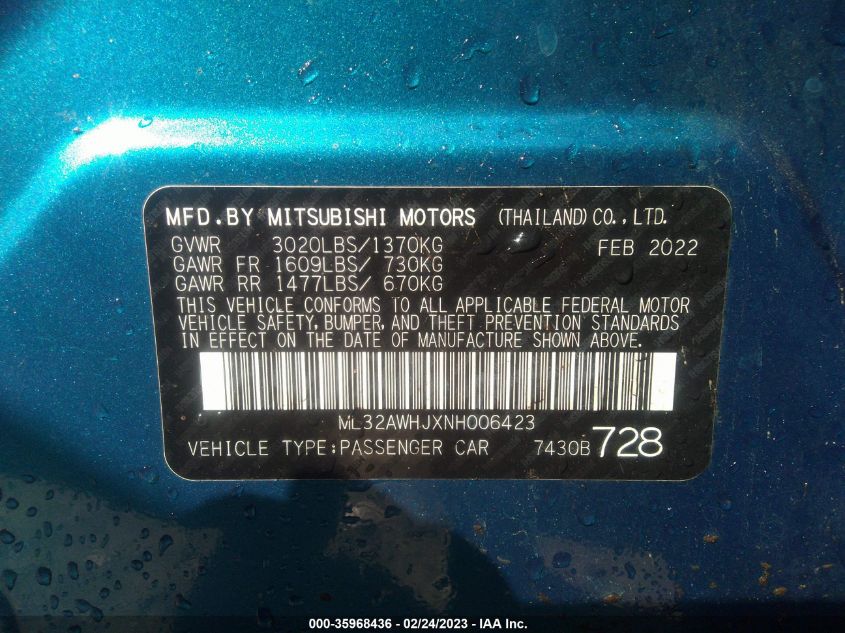 MFD.BY MITSUBISHI MOTORS (THAILAND) CO., LTD.
GVWR 3020LBS/1370KG FEB 2022
GAWR FR 1609LBS/ 730KG
GAWR RR 1477LBS/ 670KG
THIS VEHICLE CONFORMS TO ALL APPLICABLE FEDERAL MOTOR
VEHICLE SAFETY, BUMPER, AND THEFT PREVENTION STANDARDS
IN EFFECT ON THE DATE OF MANUFACTURE SHOWN ABOVE.
ML32AWHJXNH006423
VEHICLE TYPE:PASSENGER CAR 7430B 728
000-35968436 - 02/24/2023 - IAA Inc.